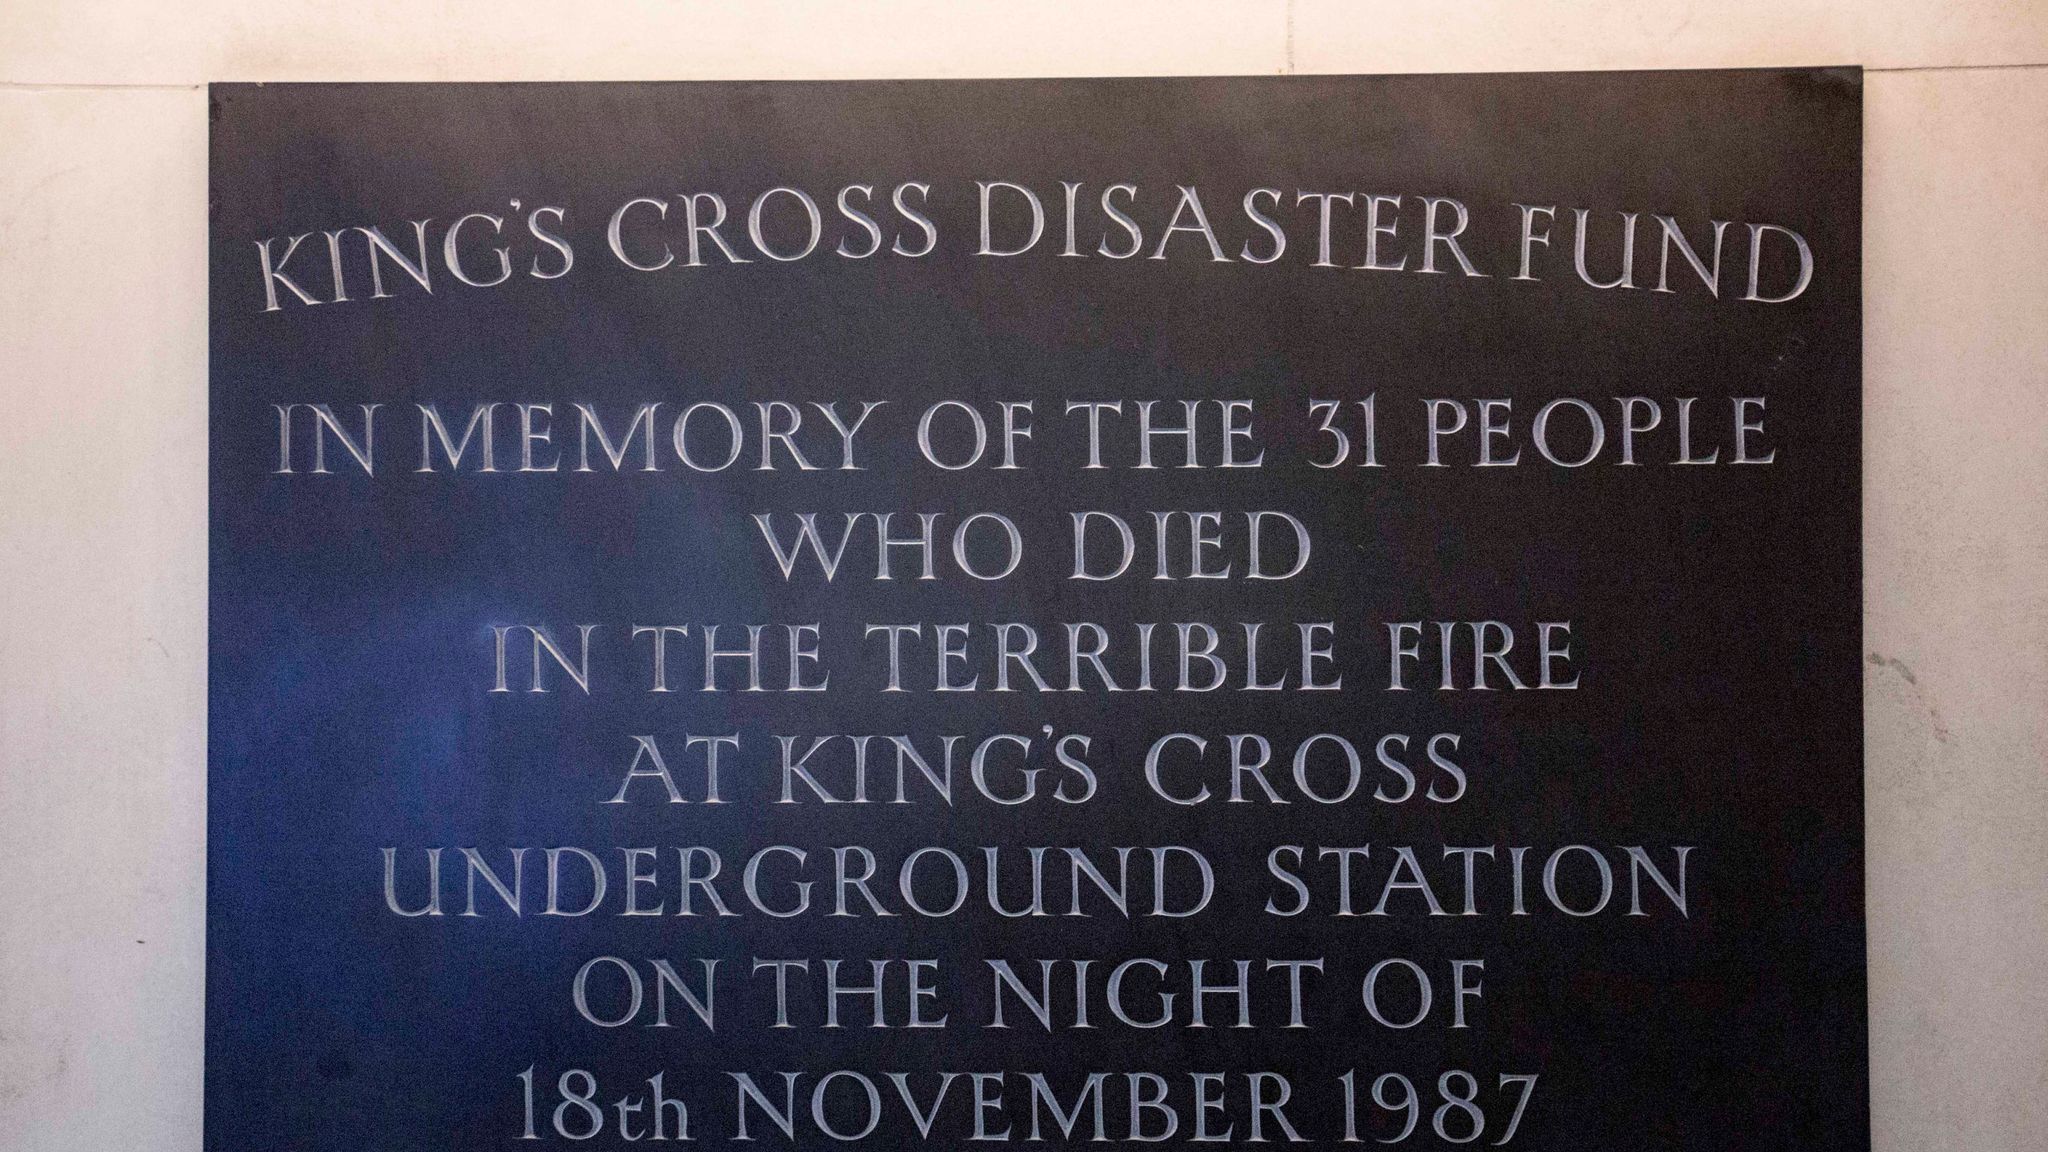 KING'S CROSS DISASTER FUND
IN MEMORY OF THE 31 PEOPLE
WHO DIED
IN THE TERRIBLE FIRE
AT KING'S CROSS
UNDERGROUND STATION
ON THE NIGHT OF
18th NOVEMBER 1987